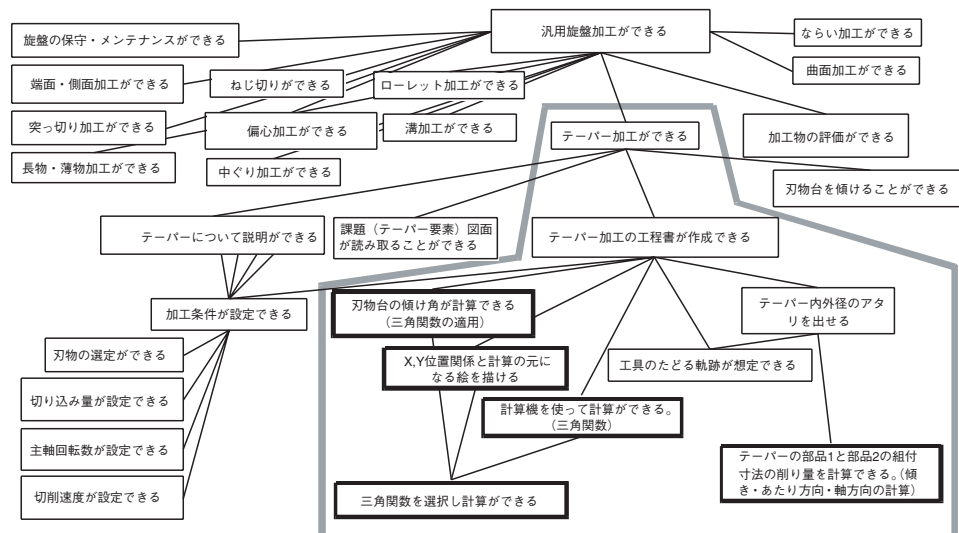 汎用旋盤加工ができる
旋盤の保守・メンテナンスができる
ならい加工ができる
端面・側面加工ができる
ねじ切りができる
ローレット加工ができる
曲面加工ができる
突っ切り加工ができる
偏心加工ができる
溝加工ができる
テーパー加工ができる
加工物の評価ができる
長物・薄物加工ができる
中ぐり加工ができる
刃物台を傾けることができる
テーパーについて説明ができる
課題（テーパー要素）図面
が読み取ることができる
テーパー加工の工程書が作成できる
加工条件が設定できる
刃物台の傾け角が計算できる
（三角関数の適用）
テーパー内外径のアタ
リを出せる
刃物の選定ができる
X,Y位置関係と計算の元に
なる絵を描ける
工具のたどる軌跡が想定できる
切り込み量が設定できる
計算機を使って計算ができる。
（三角関数）
主軸回転数が設定できる
テーパーの部品1と部品2の組付
寸法の削り量を計算できる。（傾
き・あたり方向・軸方向の計算）
切削速度が設定できる
三角関数を選択し計算ができる